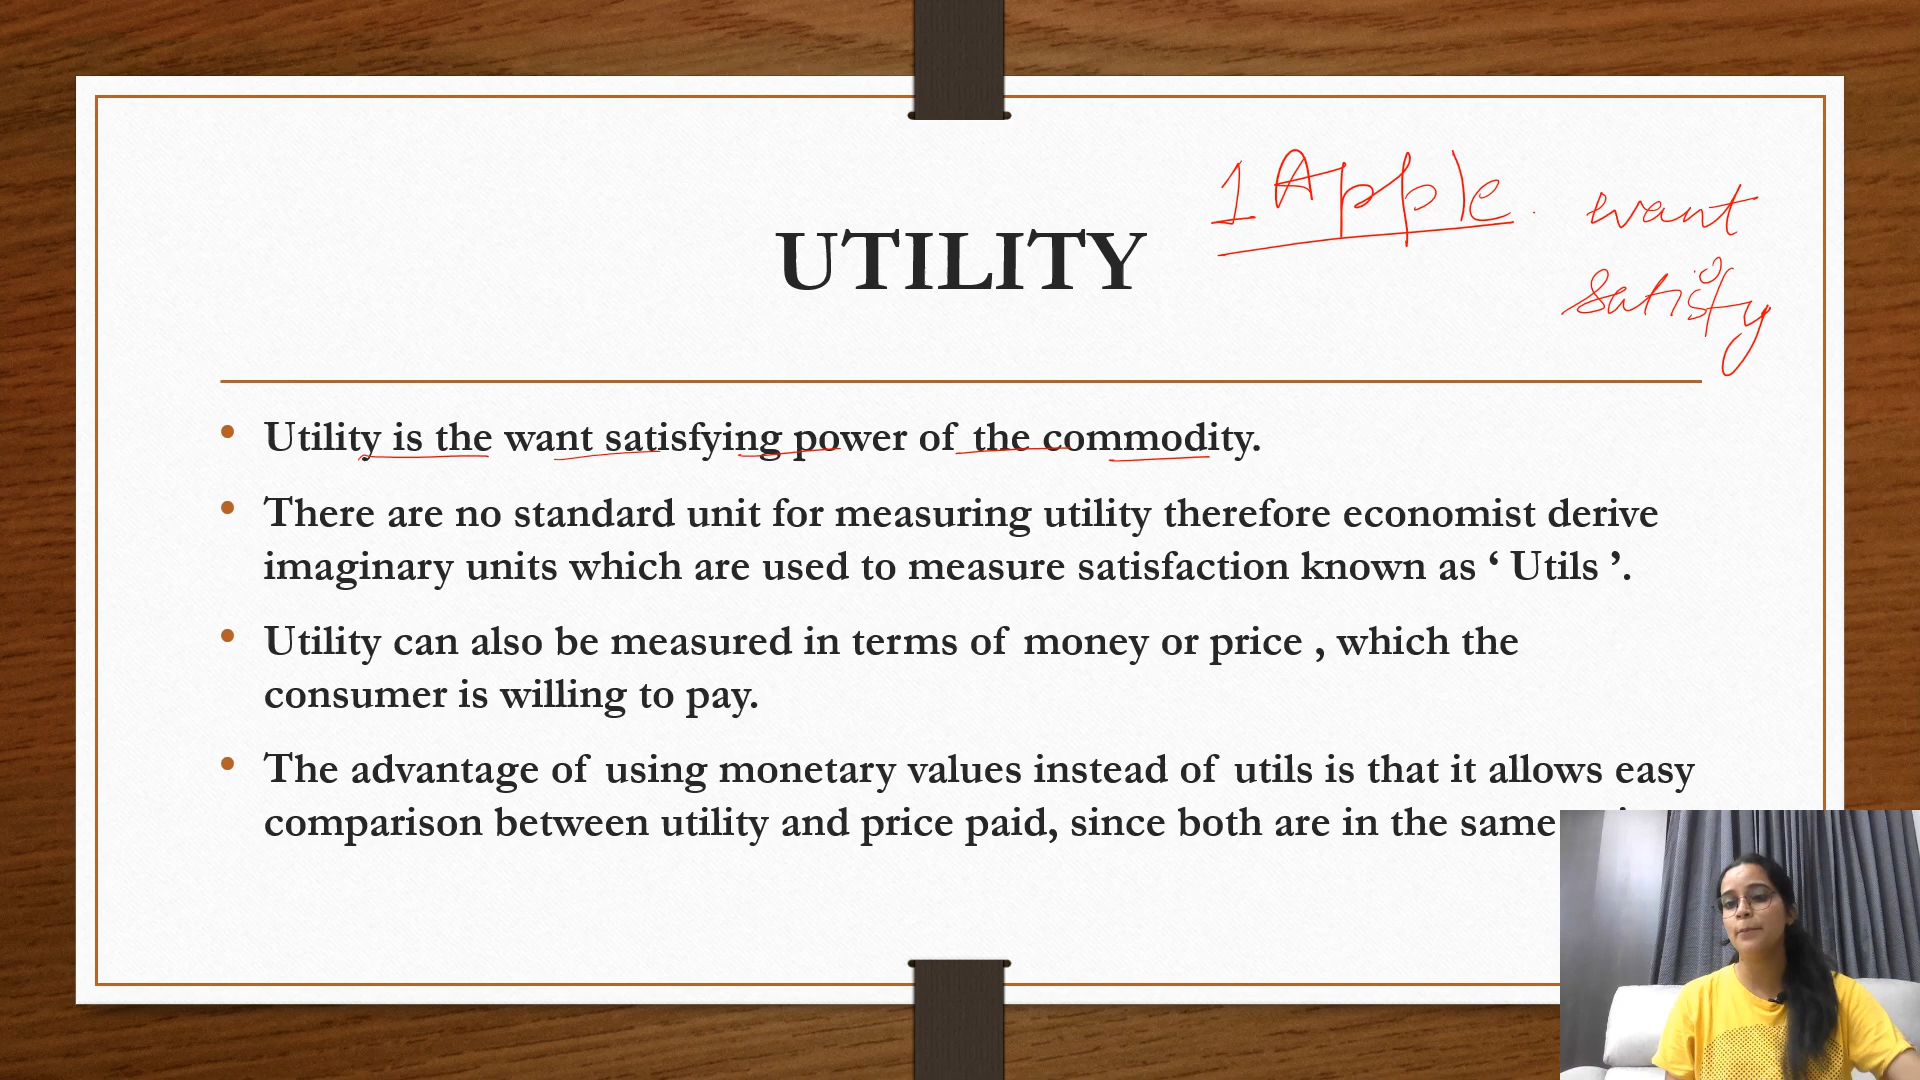 1 Apple.
want
satisfy
UTILITY
Utility is the want satisfying power of the commodity.
There are no standard unit for measuring utility therefore economist derive
imaginary units which are used to measure satisfaction known as ‘ Utils ’.
Utility can also be measured in terms of money or price , which the
consumer is willing to pay.
The advantage of using monetary values instead of utils is that it allows easy
comparison between utility and price paid, since both are in the same